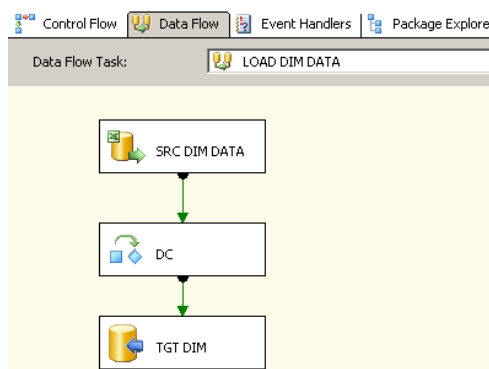 Control Flow Data Flow Event Handlers Package Explore
Data Flow Task: LOAD DIM DATA
SRC DIM DATA
DC
TGT DIM